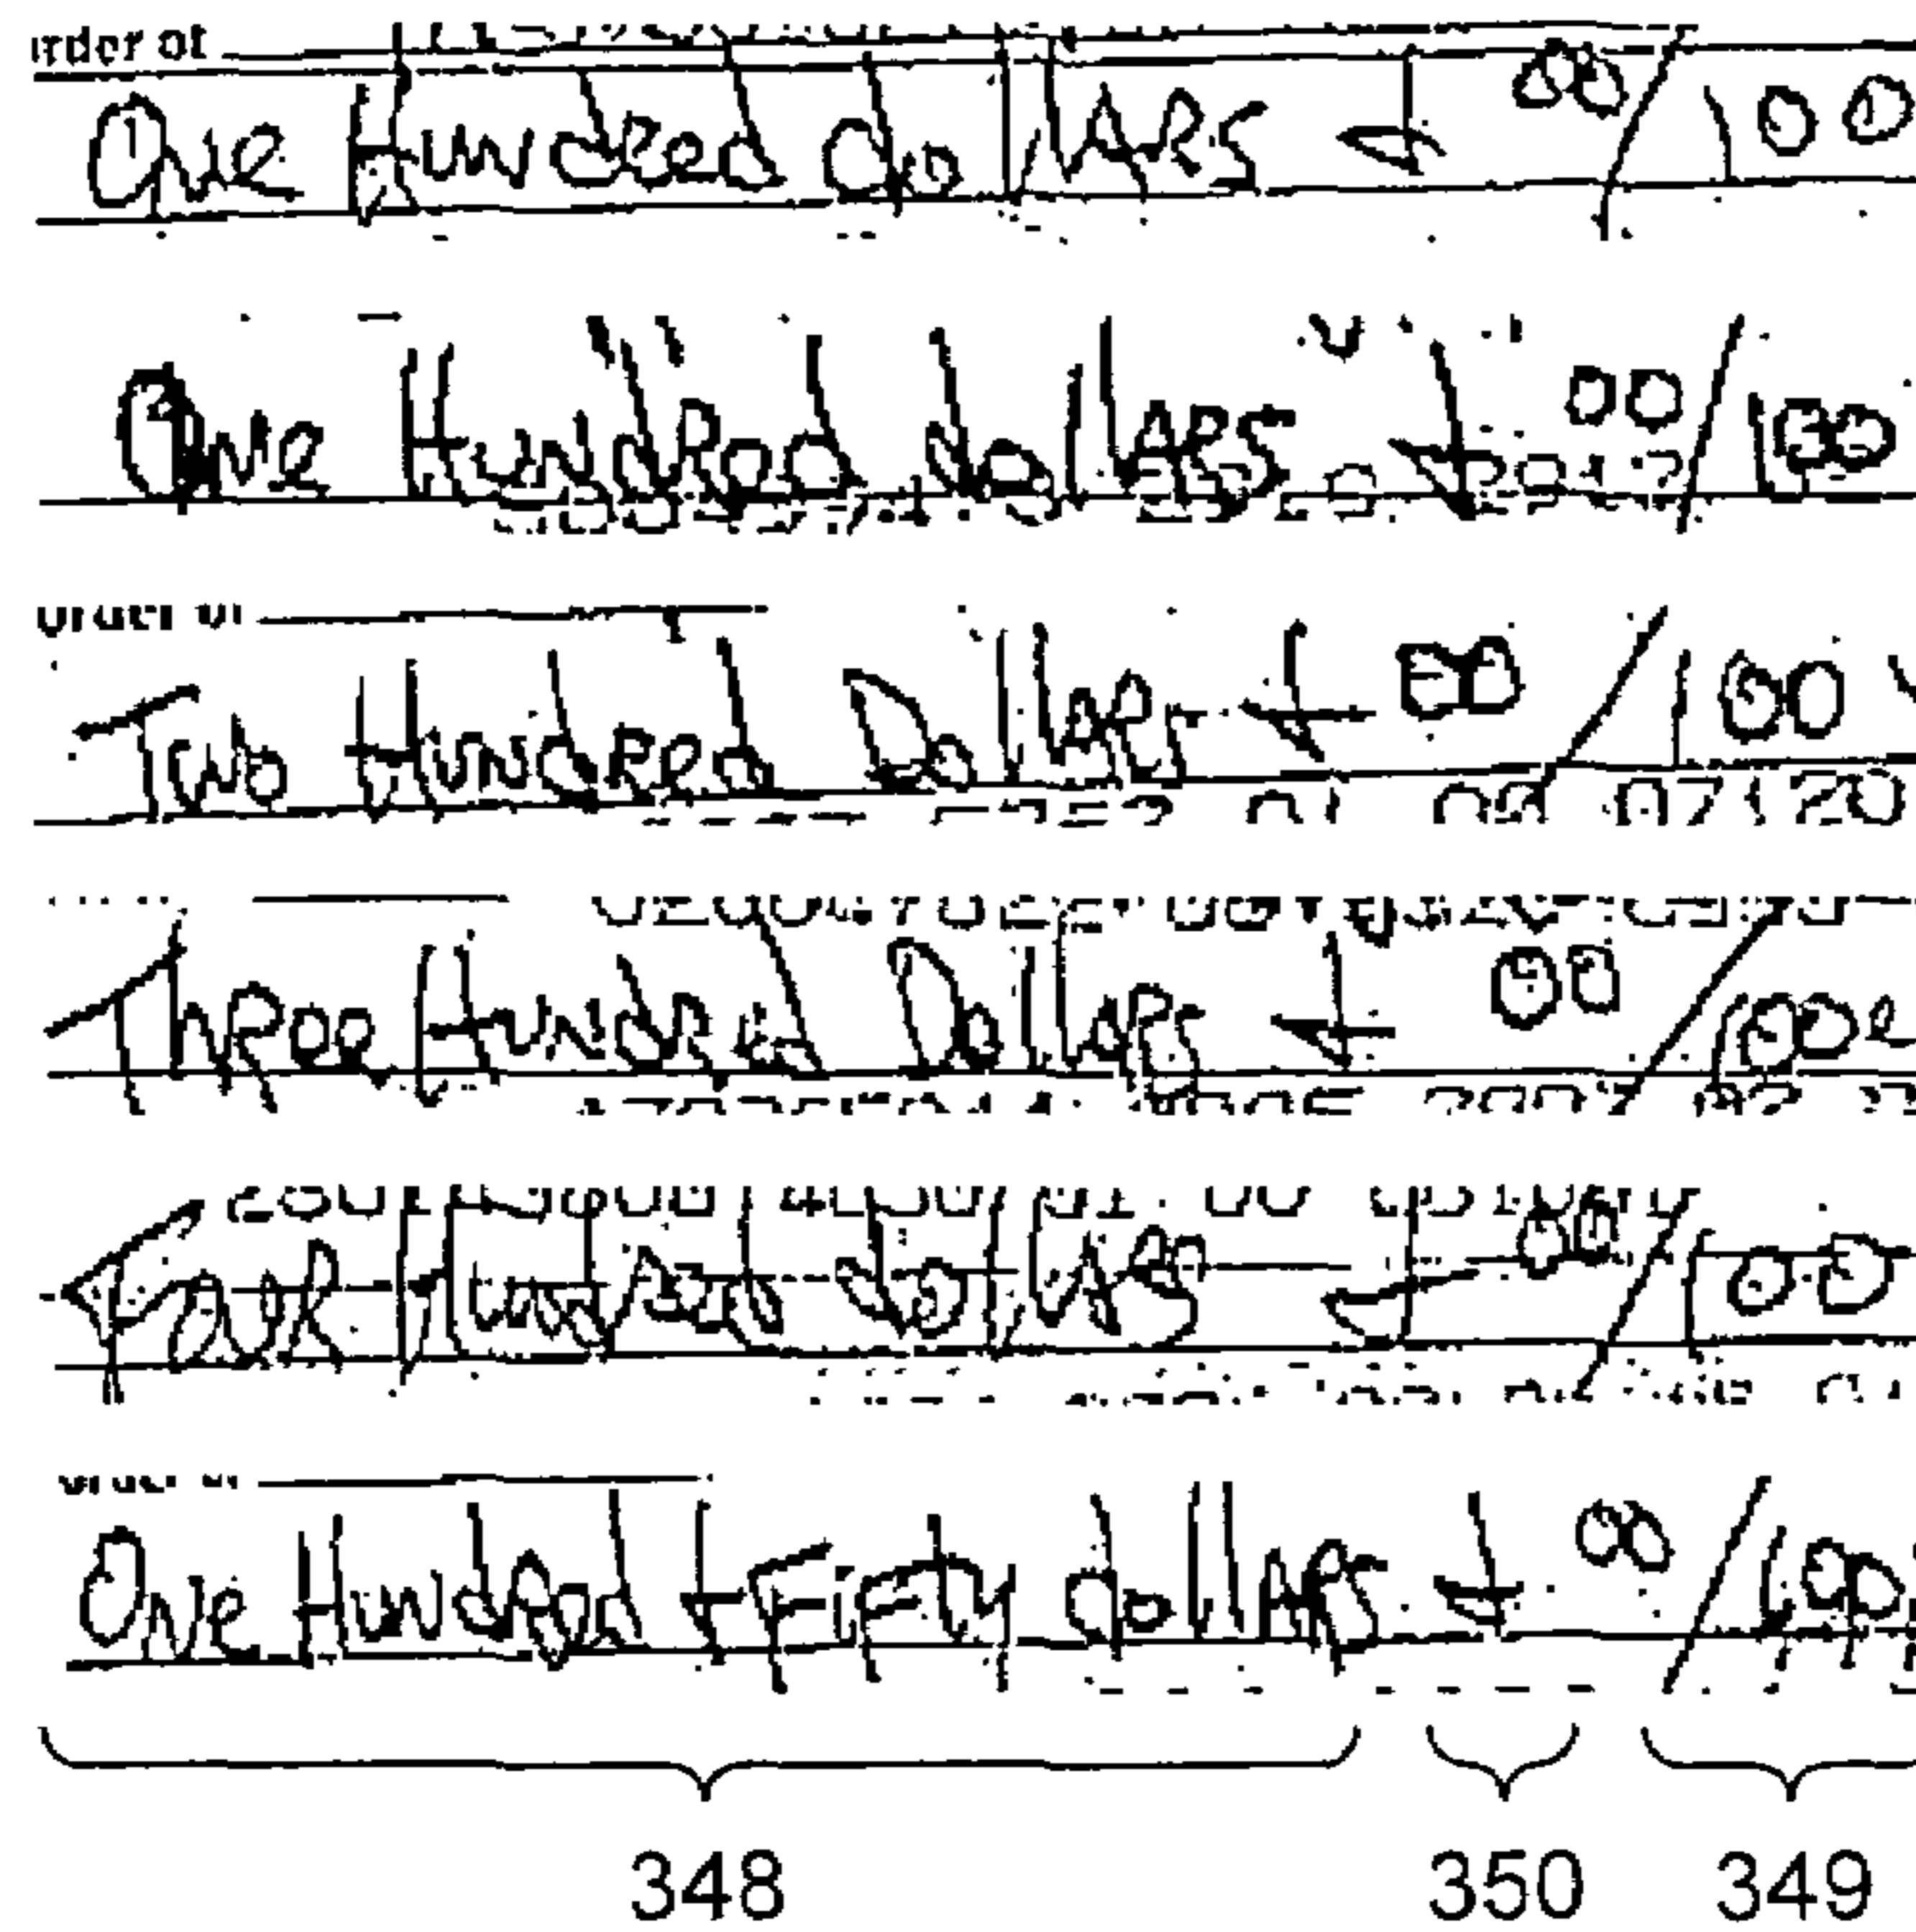 order of
One Hundred dollARS + 00/100
One Hundred dollARS + 00/100
order of
Two Hundred DollARs + 00/100
Three Hundred DollARs + 00/100
Four Hundred dollARS + 00/100
order of
One Hundred + Fifty dollARS + 00/100
348 350 349